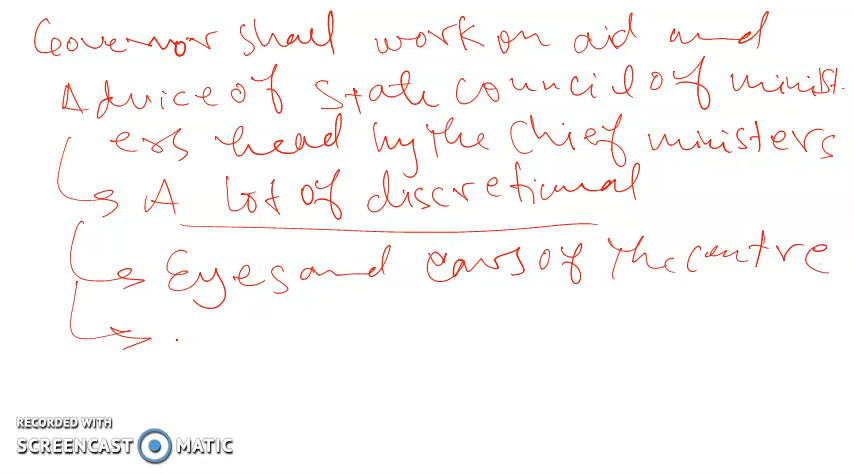 Governor shall work on aid and
Advice of State council of minist
ers head by the Chief ministers
A lot of discretional
Eyes and ears of the centre
RECORDED WITH
SCREENCAST MATIC